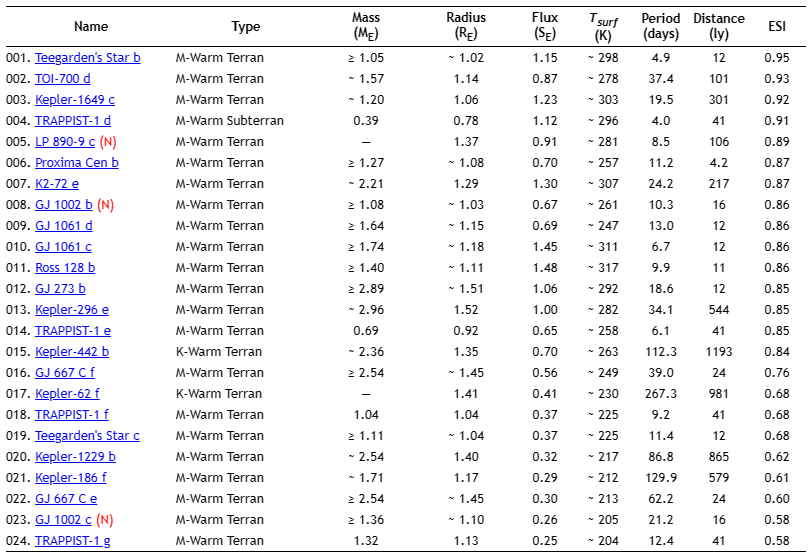 Name Type Mass (ME) Radius (RE) Flux (SE) Tsurf (K) Period (days) Distance (ly) ESI
001. Teegarden's Star b M-Warm Terran ≥ 1.05 ~ 1.02 1.15 ~ 298 4.9 12 0.95
002. TOI-700 d M-Warm Terran ~ 1.57 1.14 0.87 ~ 278 37.4 101 0.93
003. Kepler-1649 c M-Warm Terran ~ 1.20 1.06 1.23 ~ 303 19.5 301 0.92
004. TRAPPIST-1 d M-Warm Subterran 0.39 0.78 1.12 ~ 296 4.0 41 0.91
005. LP 890-9 c (N) M-Warm Terran — 1.37 0.91 ~ 281 8.5 106 0.89
006. Proxima Cen b M-Warm Terran ≥ 1.27 ~ 1.08 0.70 ~ 257 11.2 4.2 0.87
007. K2-72 e M-Warm Terran ~ 2.21 1.29 1.30 ~ 307 24.2 217 0.87
008. GJ 1002 b (N) M-Warm Terran ≥ 1.08 ~ 1.03 0.67 ~ 261 10.3 16 0.86
009. GJ 1061 d M-Warm Terran ≥ 1.64 ~ 1.15 0.69 ~ 247 13.0 12 0.86
010. GJ 1061 c M-Warm Terran ≥ 1.74 ~ 1.18 1.45 ~ 311 6.7 12 0.86
011. Ross 128 b M-Warm Terran ≥ 1.40 ~ 1.11 1.48 ~ 317 9.9 11 0.86
012. GJ 273 b M-Warm Terran ≥ 2.89 ~ 1.51 1.06 ~ 292 18.6 12 0.85
013. Kepler-296 e M-Warm Terran ~ 2.96 1.52 1.00 ~ 282 34.1 544 0.85
014. TRAPPIST-1 e M-Warm Terran 0.69 0.92 0.65 ~ 258 6.1 41 0.85
015. Kepler-442 b K-Warm Terran ~ 2.36 1.35 0.70 ~ 263 112.3 1193 0.84
016. GJ 667 C f M-Warm Terran ≥ 2.54 ~ 1.45 0.56 ~ 249 39.0 24 0.76
017. Kepler-62 f K-Warm Terran — 1.41 0.41 ~ 230 267.3 981 0.68
018. TRAPPIST-1 f M-Warm Terran 1.04 1.04 0.37 ~ 225 9.2 41 0.68
019. Teegarden's Star c M-Warm Terran ≥ 1.11 ~ 1.04 0.37 ~ 225 11.4 12 0.68
020. Kepler-1229 b M-Warm Terran ~ 2.54 1.40 0.32 ~ 217 86.8 865 0.62
021. Kepler-186 f M-Warm Terran ~ 1.71 1.17 0.29 ~ 212 129.9 579 0.61
022. GJ 667 C e M-Warm Terran ≥ 2.54 ~ 1.45 0.30 ~ 213 62.2 24 0.60
023. GJ 1002 c (N) M-Warm Terran ≥ 1.36 ~ 1.10 0.26 ~ 205 21.2 16 0.58
024. TRAPPIST-1 g M-Warm Terran 1.32 1.13 0.25 ~ 204 12.4 41 0.58